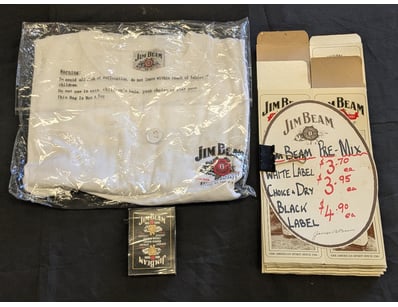 JIM BEAM
Warning:
To avoid all risk of suffocation, do not leave within reach of babies or
children.
This Bag Is Not A Toy
JIM BEAM
JIM BEAM
JIM BEAM
JIM BEAM
BEAM
JIM BEAM
JIM BEAM PRE-MIX
WHITE LABEL $3.70 ea
CHOICE & DRY $3.95 ea
BLACK
LABEL $4.90 ea